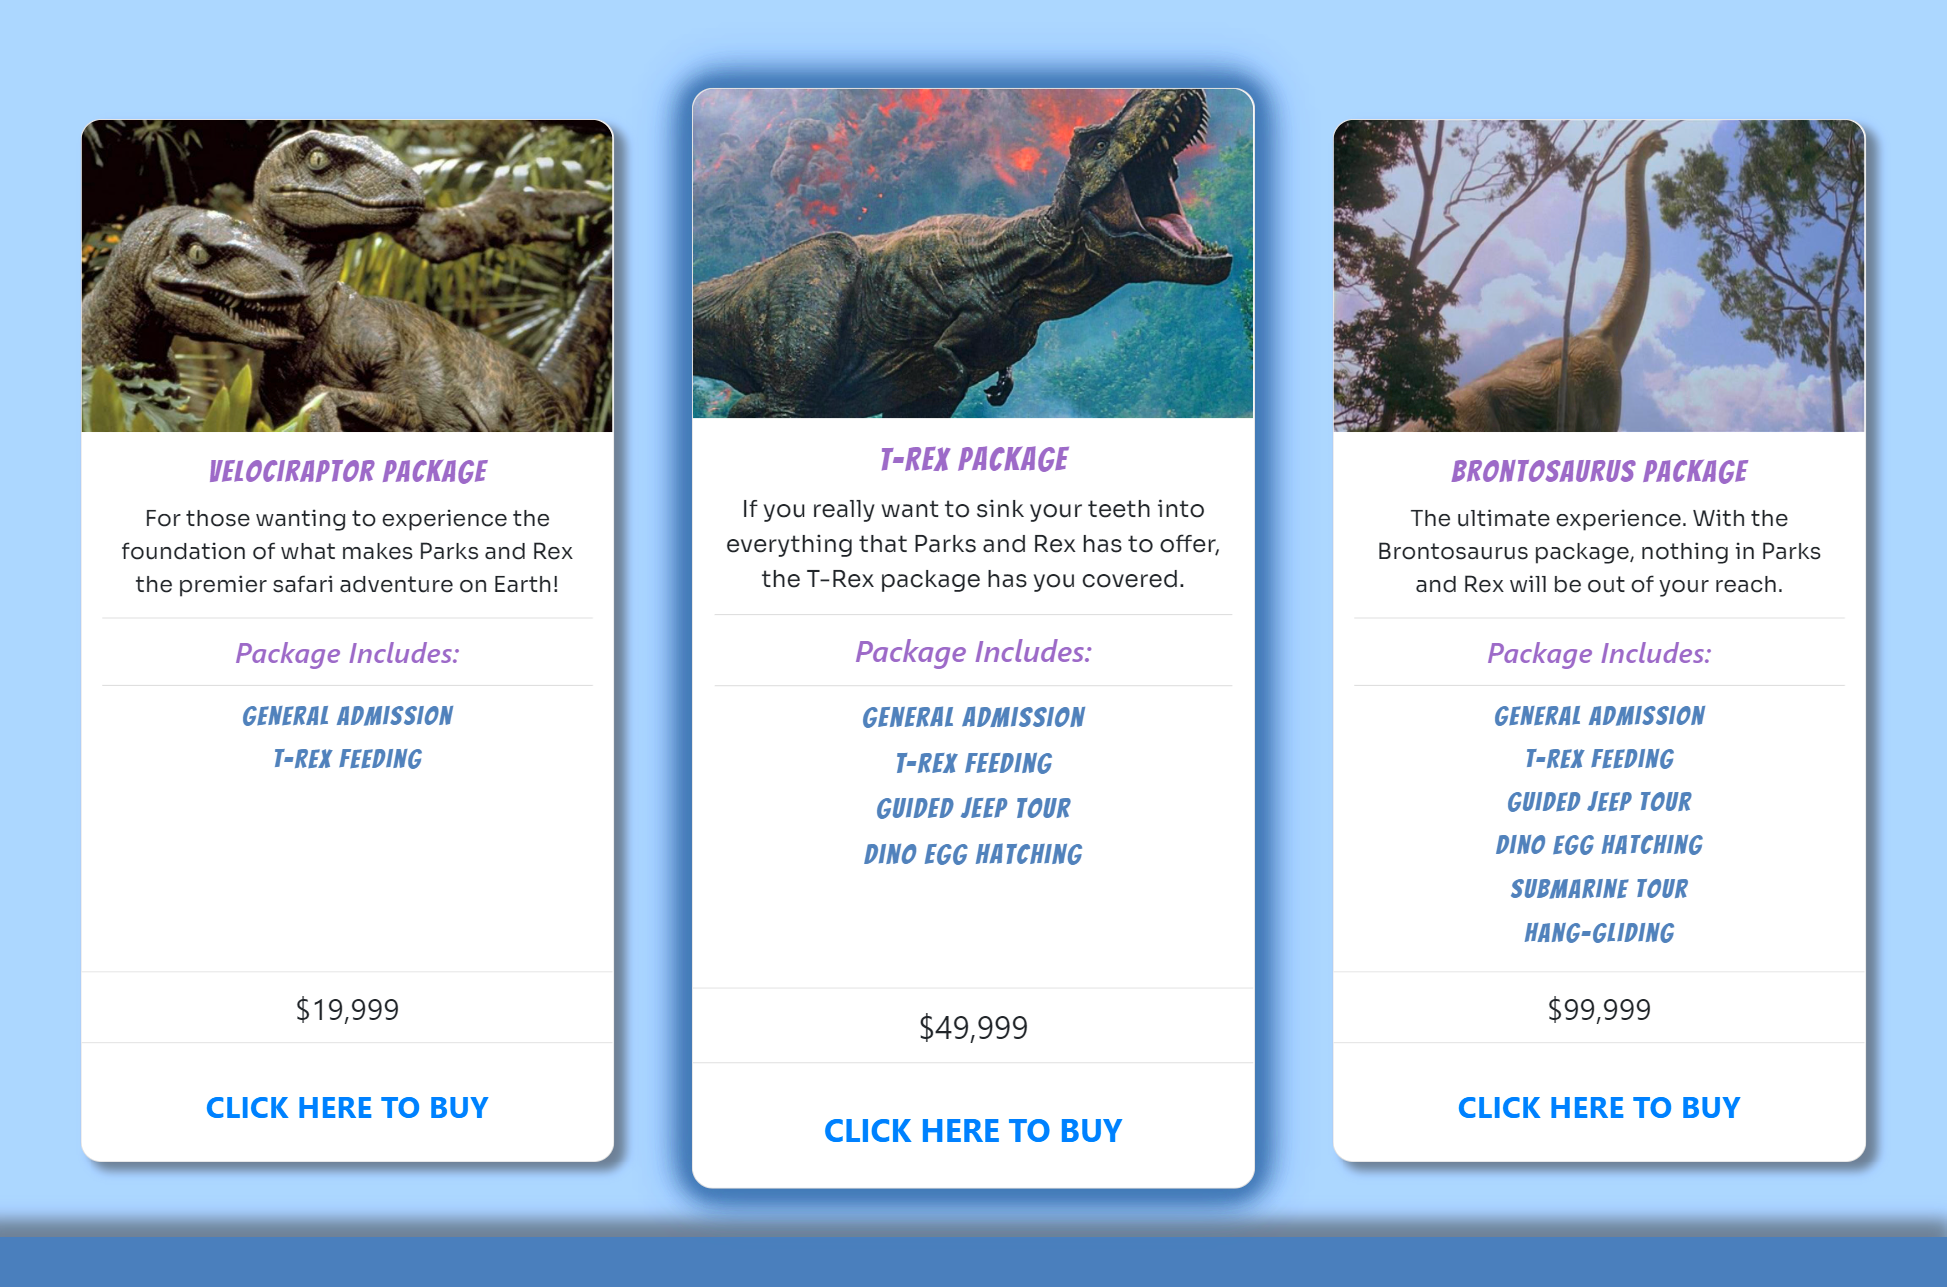 VELOCIRAPTOR PACKAGE
For those wanting to experience the
foundation of what makes Parks and Rex
the premier safari adventure on Earth!
Package Includes:
GENERAL ADMISSION
T-REX FEEDING
$19,999
CLICK HERE TO BUY
T-REX PACKAGE
If you really want to sink your teeth into
everything that Parks and Rex has to offer,
the T-Rex package has you covered.
Package Includes:
GENERAL ADMISSION
T-REX FEEDING
GUIDED JEEP TOUR
DINO EGG HATCHING
$49,999
CLICK HERE TO BUY
BRONTOSAURUS PACKAGE
The ultimate experience. With the
Brontosaurus package, nothing in Parks
and Rex will be out of your reach.
Package Includes:
GENERAL ADMISSION
T-REX FEEDING
GUIDED JEEP TOUR
DINO EGG HATCHING
SUBMARINE TOUR
HANG-GLIDING
$99,999
CLICK HERE TO BUY